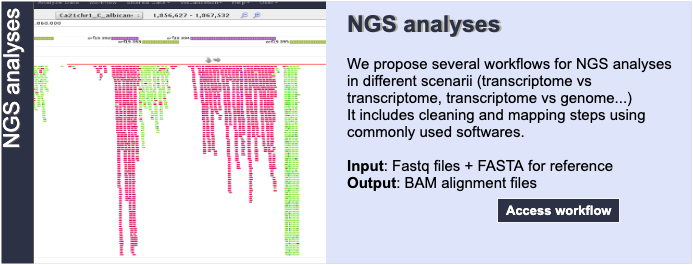 NGS analyses
Ca21chr1_C_albican-
1,856,627 - 1,867,532
NGS analyses
We propose several workflows for NGS analyses
in different scenarii (transcriptome vs
transcriptome, transcriptome vs genome...)
It includes cleaning and mapping steps using
commonly used softwares.
Input: Fastq files + FASTA for reference
Output: BAM alignment files
Access workflow